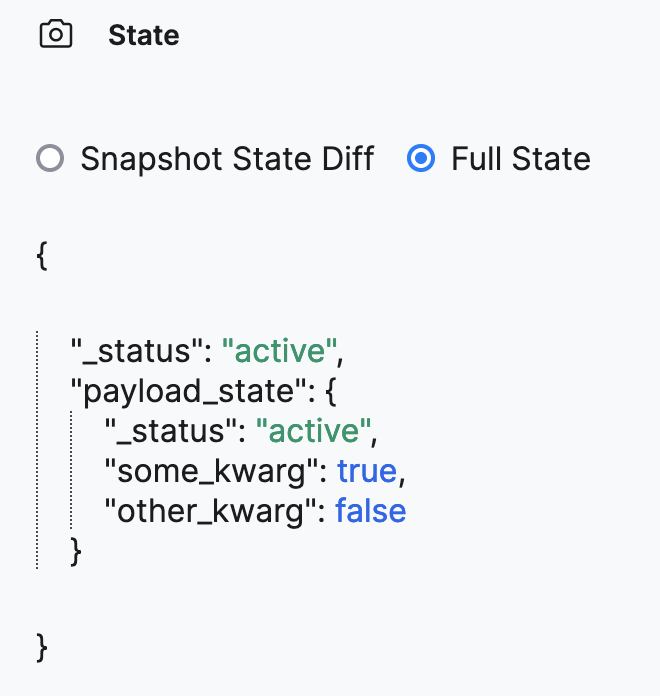 State
Snapshot State Diff Full State
{
"_status": "active",
"payload_state": {
"_status": "active",
"some_kwarg": true,
"other_kwarg": false
}
}